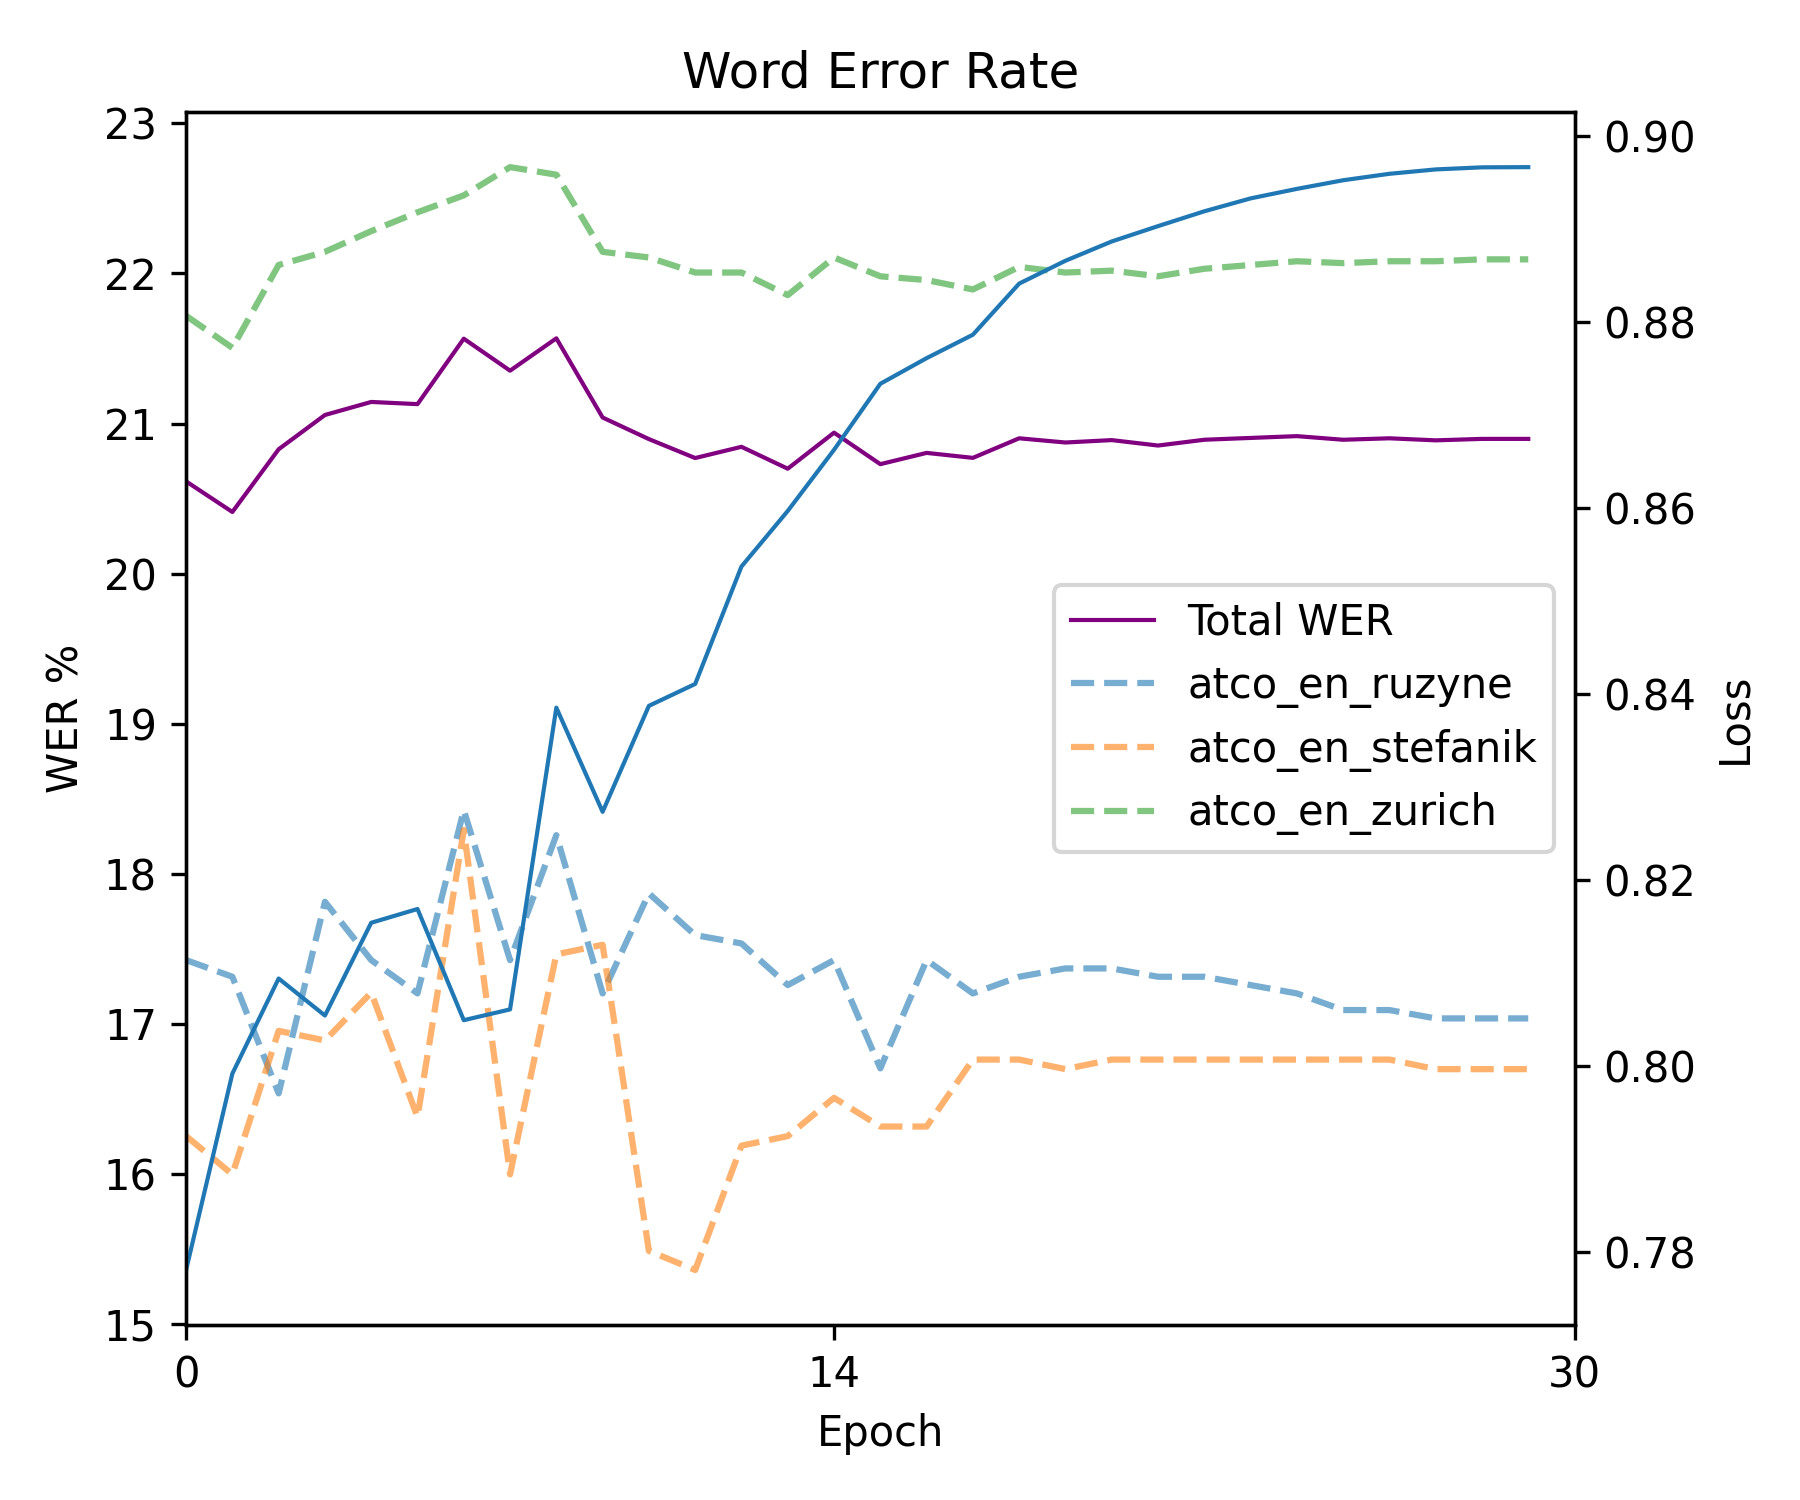 Word Error Rate
23
22
21
20
19
18
17
16
15
WER %
0.90
0.88
0.86
0.84
0.82
0.80
0.78
Loss
Total WER
atco_en_ruzyne
atco_en_stefanik
atco_en_zurich
0
14
30
Epoch